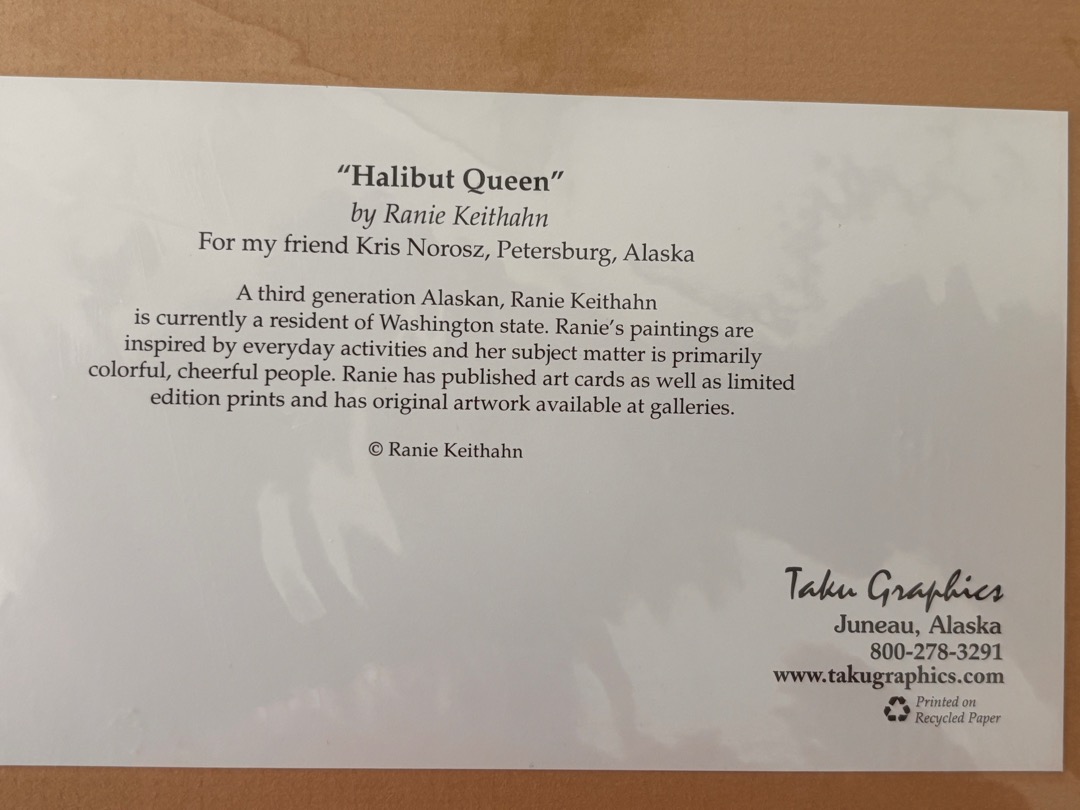 “Halibut Queen”
by Ranie Keithahn
For my friend Kris Norosz, Petersburg, Alaska
A third generation Alaskan, Ranie Keithahn
is currently a resident of Washington state. Ranie’s paintings are
inspired by everyday activities and her subject matter is primarily
colorful, cheerful people. Ranie has published art cards as well as limited
edition prints and has original artwork available at galleries.
© Ranie Keithahn
Taku Graphics
Juneau, Alaska
800-278-3291
www.takugraphics.com
Printed on
Recycled Paper